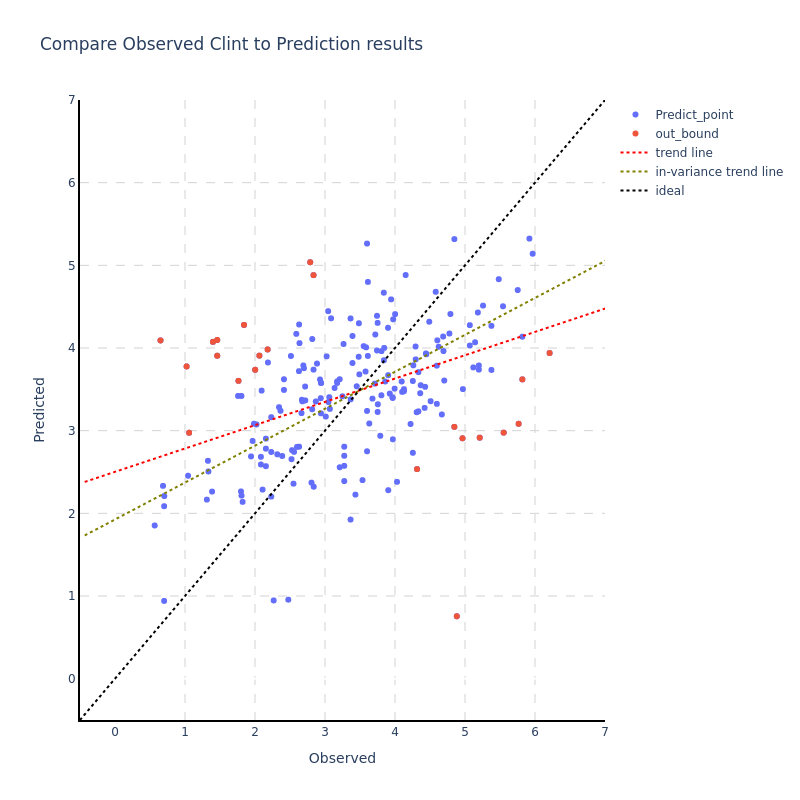 Compare Observed Clint to Prediction results
7
6
5
4
3
2
1
0
Predicted
0 1 2 3 4 5 6 7
Observed
Predict_point
out_bound
trend line
in-variance trend line
ideal